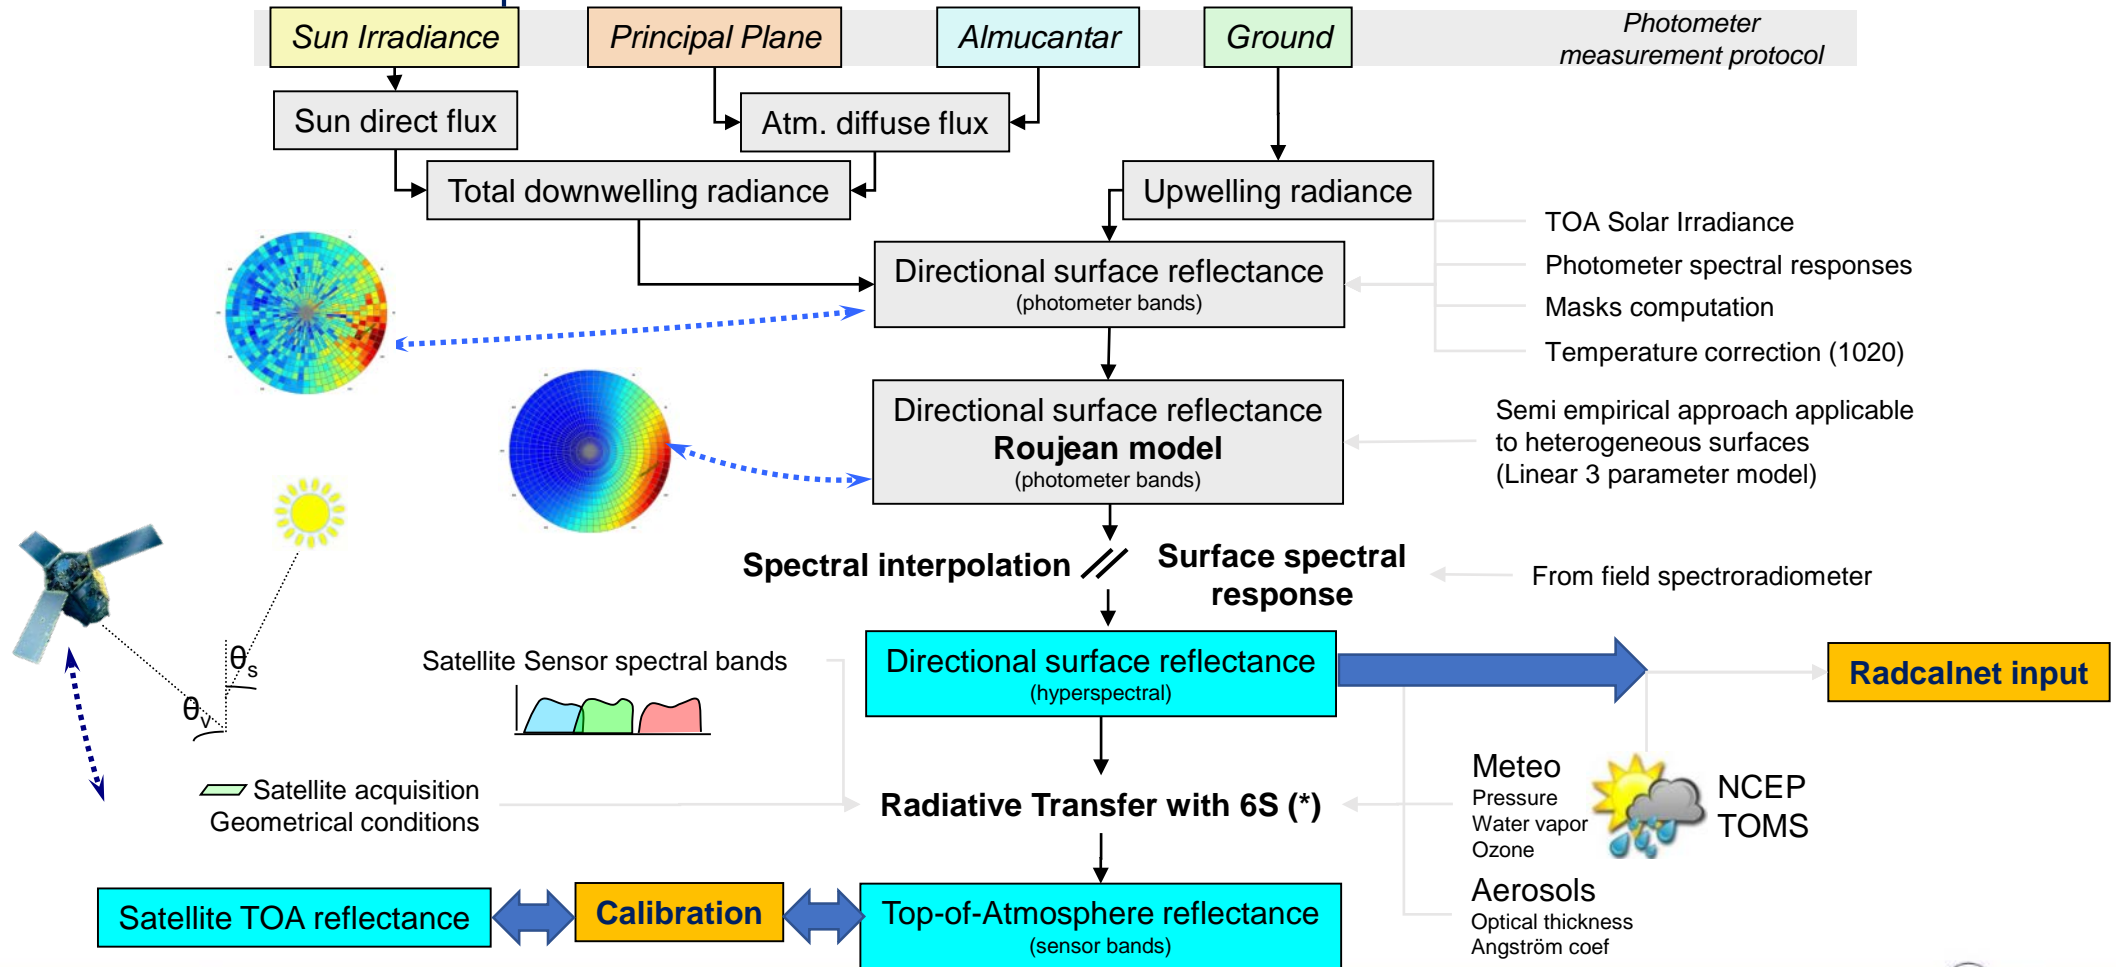 Sun Irradiance
Principal Plane
Almucantar
Ground
Photometer
measurement protocol
Sun direct flux
Atm. diffuse flux
Total downwelling radiance
Upwelling radiance
TOA Solar Irradiance
Photometer spectral responses
Masks computation
Temperature correction (1020)
Directional surface reflectance
(photometer bands)
Directional surface reflectance
Roujean model
(photometer bands)
Semi empirical approach applicable
to heterogeneous surfaces
(Linear 3 parameter model)
Spectral interpolation
Surface spectral
response
From field spectroradiometer
θs
θv
Satellite Sensor spectral bands
Directional surface reflectance
(hyperspectral)
Radcalnet input
Satellite acquisition
Geometrical conditions
Radiative Transfer with 6S (*)
Meteo
Pressure
Water vapor
Ozone
NCEP
TOMS
Aerosols
Optical thickness
Angström coef
Satellite TOA reflectance
Calibration
Top-of-Atmosphere reflectance
(sensor bands)